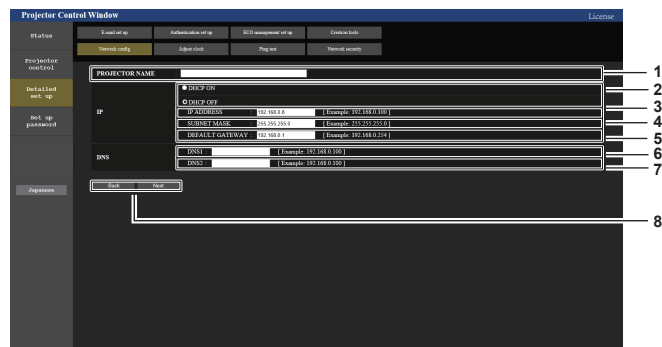 Projector Control Window
License
Status
E-mail set up
Authentication set up
ECO management set up
Crestron tools
Network config
Adjust clock
Ping test
Network security
Projector control
Detailed set up
Set up password
Japanese
PROJECTOR NAME
1
IP
DHCP ON
2
DHCP OFF
IP ADDRESS : 192.168.0.8 [ Example: 192.168.0.100 ]
3
SUBNET MASK : 255.255.255.0 [ Example: 255.255.255.0 ]
4
DEFAULT GATEWAY : 192.168.0.1 [ Example: 192.168.0.254 ]
5
DNS
DNS1 : [ Example: 192.168.0.100 ]
6
DNS2 : [ Example: 192.168.0.100 ]
7
Back
Next
8